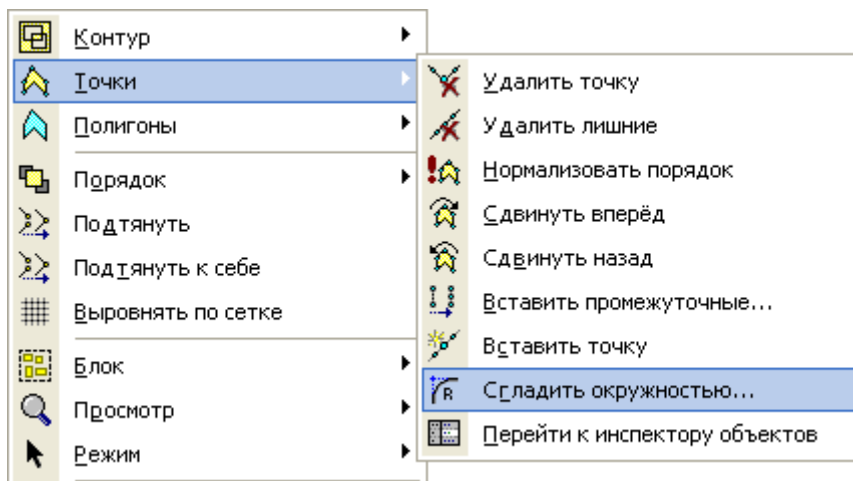 Контур
Точки
Полигоны
Порядок
Подтянуть
Подтянуть к себе
Выровнять по сетке
Блок
Просмотр
Режим
Удалить точку
Удалить лишние
Нормализовать порядок
Сдвинуть вперёд
Сдвинуть назад
Вставить промежуточные...
Вставить точку
Сгладить окружностью...
R
Перейти к инспектору объектов